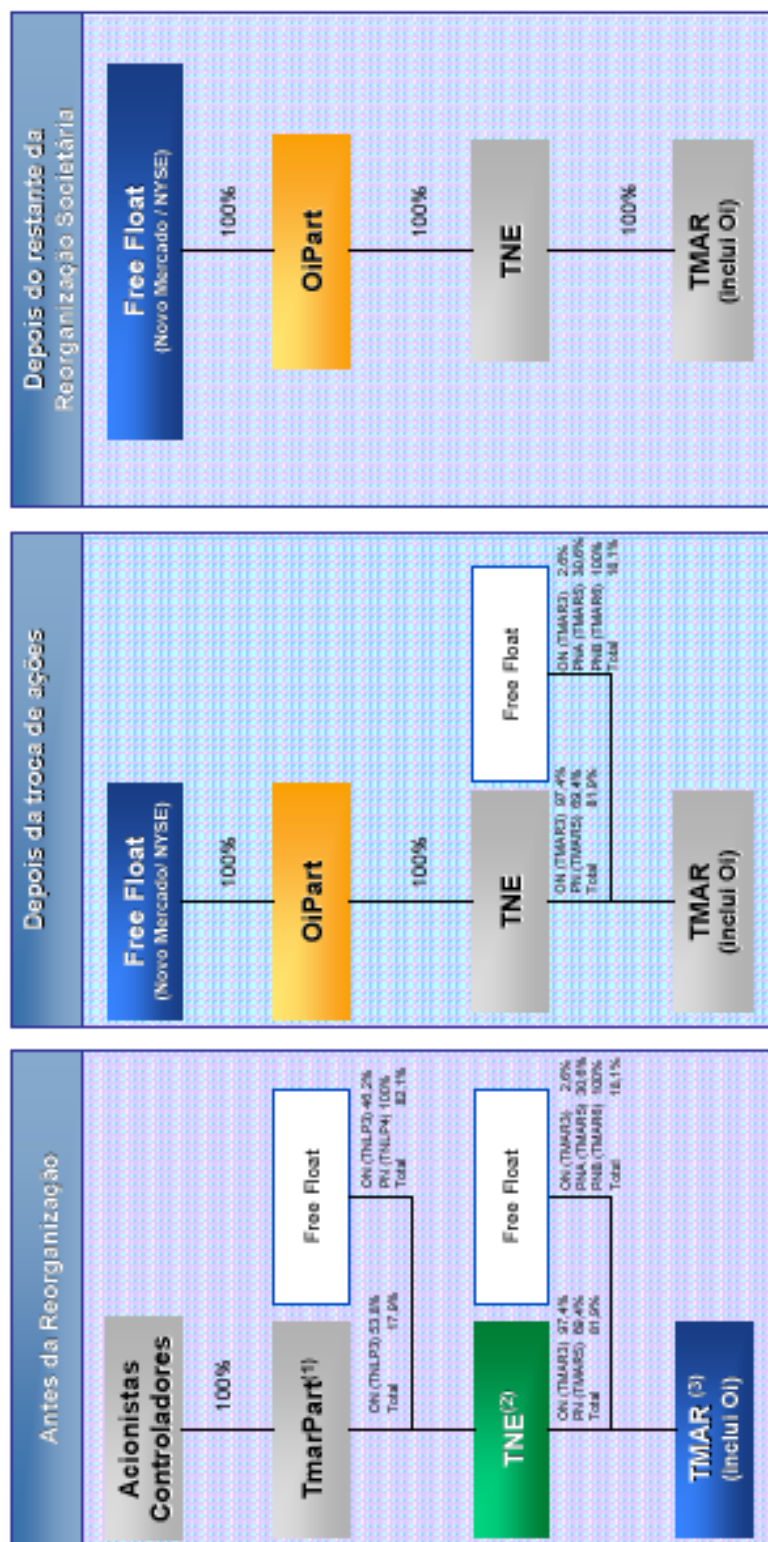 Antes da Reorganização
Acionistas
Controladores
100%
TmarPart(1)
Free Float
ON (TNLP3) 53.8%
Total 17.9%
ON (TNLP3) 46.2%
PN (TNLP4) 100%
Total 82.1%
TNE(2)
Free Float
ON (TMAR3) 97.4%
PN (TMAR5) 69.4%
Total 81.9%
ON (TMAR3) 2.6%
PNA (TMAR5) 30.6%
PNB (TMAR6) 100%
Total 18.1%
TMAR (3)
(inclui Oi)
Depois da troca de ações
Free Float
(Novo Mercado/ NYSE)
100%
OiPart
100%
TNE
Free Float
ON (TMAR3) 97.4%
PN (TMAR5) 69.4%
Total 81.9%
ON (TMAR3) 2.6%
PNA (TMAR5) 30.6%
PNB (TMAR6) 100%
Total 18.1%
TMAR
(inclui Oi)
Depois do restante da
Reorganização Societária
Free Float
(Novo Mercado / NYSE)
100%
OiPart
100%
TNE
100%
TMAR
(inclui Oi)